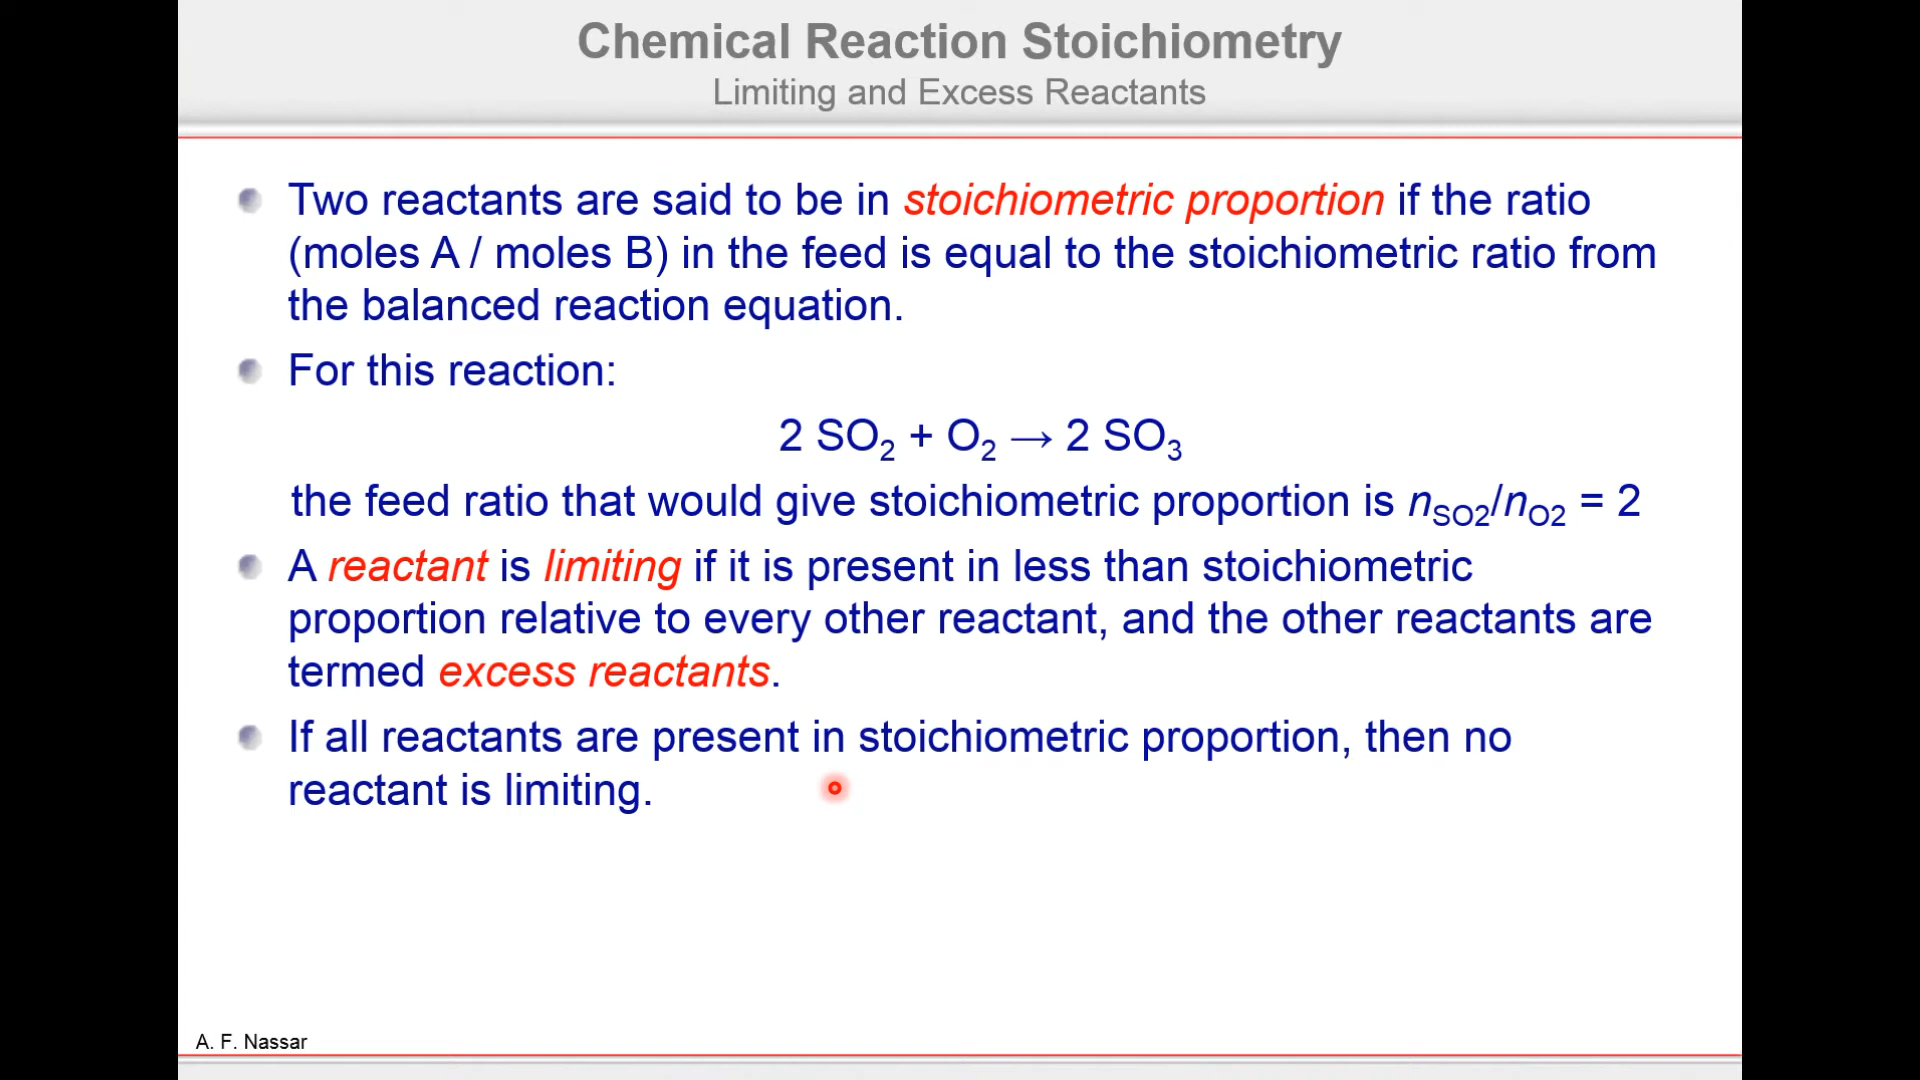 Chemical Reaction Stoichiometry
Limiting and Excess Reactants
Two reactants are said to be in stoichiometric proportion if the ratio
(moles A / moles B) in the feed is equal to the stoichiometric ratio from
the balanced reaction equation.
For this reaction:
2 SO₂ + O₂ → 2 SO₃
the feed ratio that would give stoichiometric proportion is n_SO2/n_O2 = 2
A reactant is limiting if it is present in less than stoichiometric
proportion relative to every other reactant, and the other reactants are
termed excess reactants.
If all reactants are present in stoichiometric proportion, then no
reactant is limiting.
A. F. Nassar